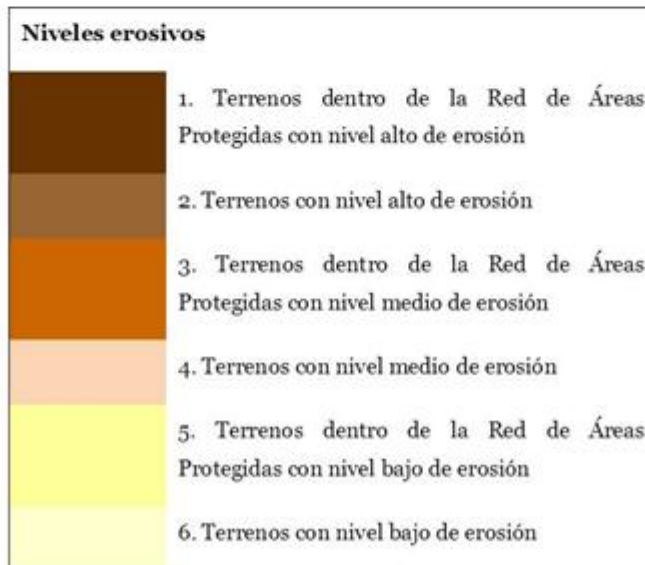 Niveles erosivos
1. Terrenos dentro de la Red de Áreas
Protegidas con nivel alto de erosión
2. Terrenos con nivel alto de erosión
3. Terrenos dentro de la Red de Áreas
Protegidas con nivel medio de erosión
4. Terrenos con nivel medio de erosión
5. Terrenos dentro de la Red de Áreas
Protegidas con nivel bajo de erosión
6. Terrenos con nivel bajo de erosión